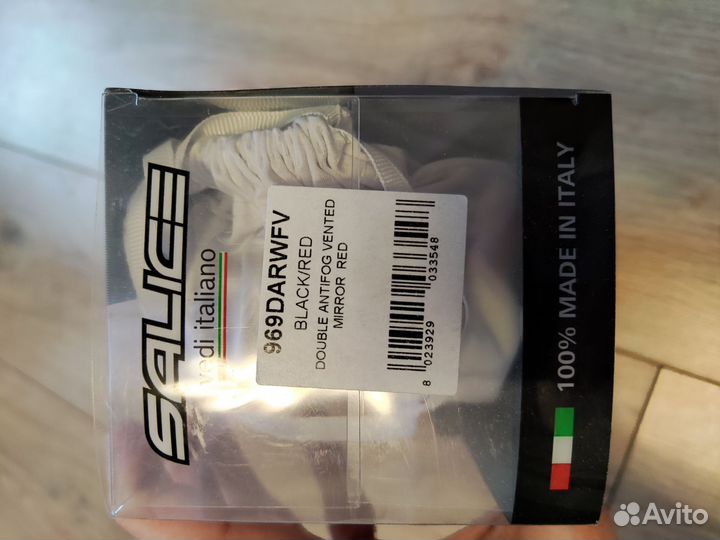 SALICE
vedi italiano
969DARWFV
BLACK/RED
DOUBLE ANTIFOG VENTED
MIRROR RED
8 023929 033548
100% MADE IN ITALY
Avito